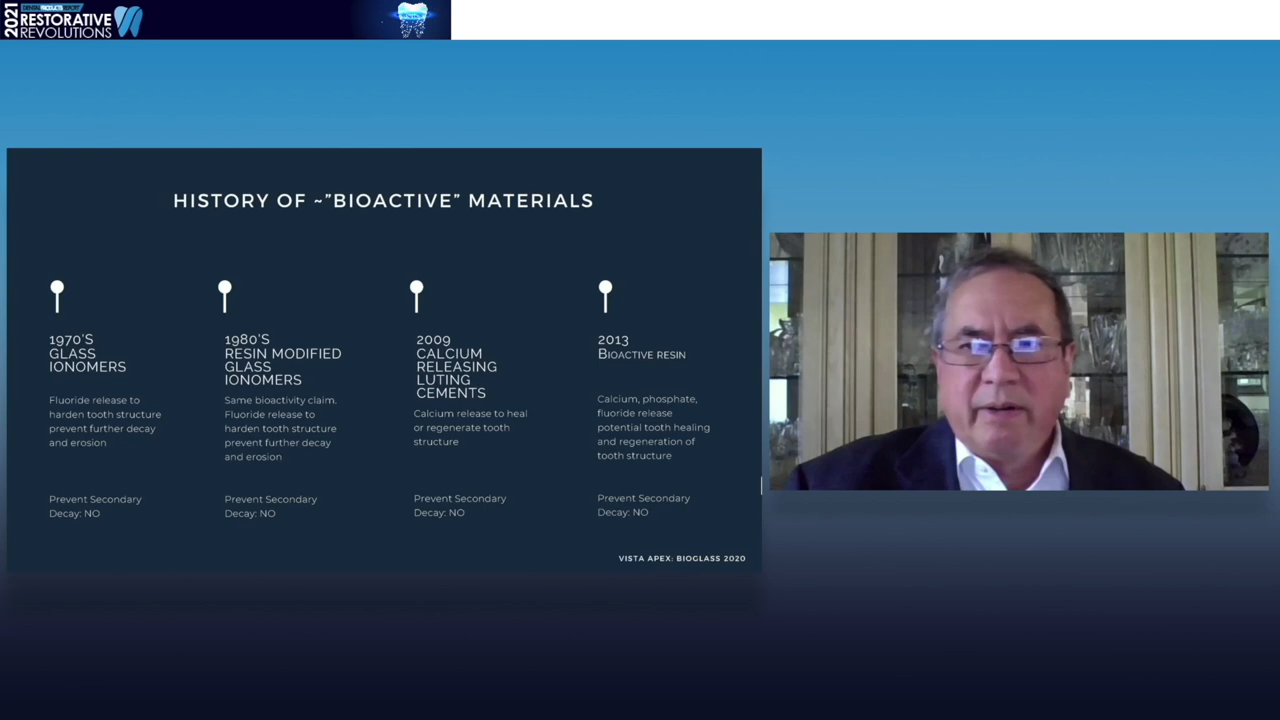 2021
DENTAL PRODUCTS REPORT
RESTORATIVE
REVOLUTIONS
HISTORY OF ~"BIOACTIVE" MATERIALS
1970'S
GLASS
IONOMERS
Fluoride release to
harden tooth structure
prevent further decay
and erosion
Prevent Secondary
Decay: NO
1980'S
RESIN MODIFIED
GLASS
IONOMERS
Same bioactivity claim.
Fluoride release to
harden tooth structure
prevent further decay
and erosion
Prevent Secondary
Decay: NO
2009
CALCIUM
RELEASING
LUTING
CEMENTS
Calcium release to heal
or regenerate tooth
structure
Prevent Secondary
Decay: NO
2013
BIOACTIVE RESIN
Calcium, phosphate,
fluoride release
potential tooth healing
and regeneration of
tooth structure
Prevent Secondary
Decay: NO
VISTA APEX: BIOGLASS 2020